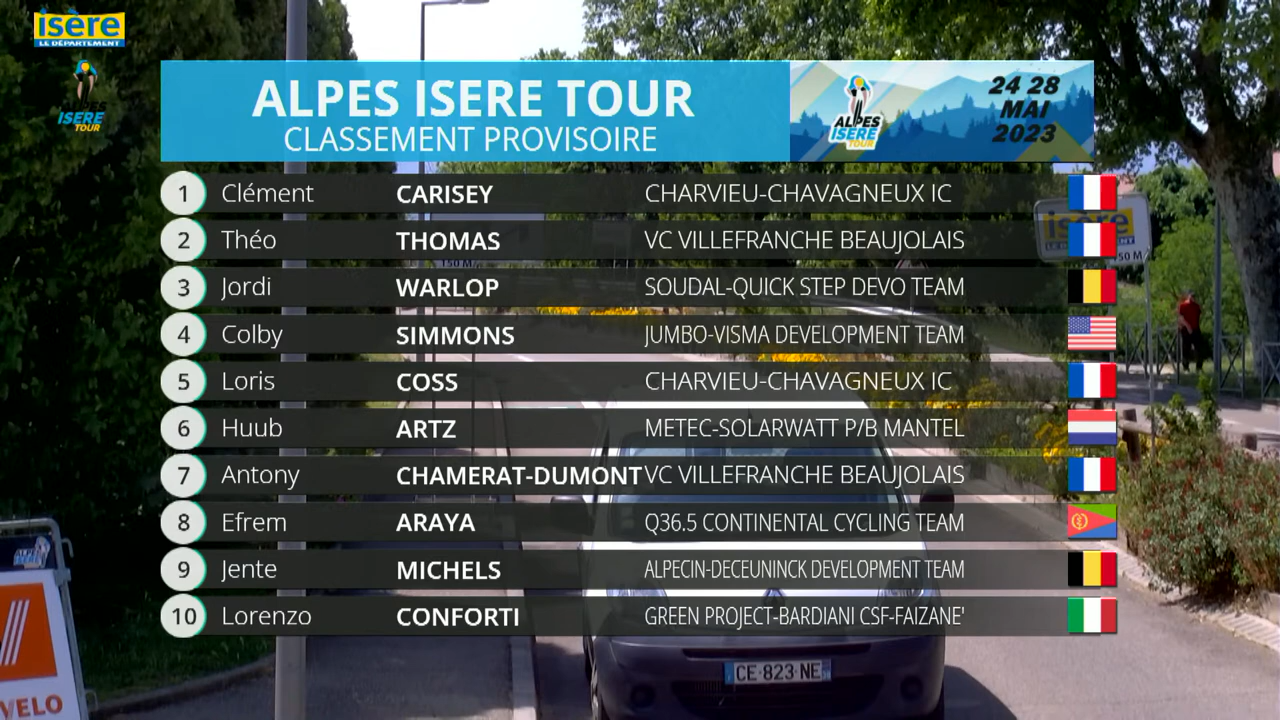 isère
LE DÉPARTEMENT
ALPES
ISERE
TOUR
ALPES ISERE TOUR
CLASSEMENT PROVISOIRE
ALPES
ISERE
TOUR
24 28
MAI
2023
1 Clément CARISEY CHARVIEU-CHAVAGNEUX IC
2 Théo THOMAS VC VILLEFRANCHE BEAUJOLAIS
3 Jordi WARLOP SOUDAL-QUICK STEP DEVO TEAM
4 Colby SIMMONS JUMBO-VISMA DEVELOPMENT TEAM
5 Loris COSS CHARVIEU-CHAVAGNEUX IC
6 Huub ARTZ METEC-SOLARWATT P/B MANTEL
7 Antony CHAMERAT-DUMONT VC VILLEFRANCHE BEAUJOLAIS
8 Efrem ARAYA Q36.5 CONTINENTAL CYCLING TEAM
9 Jente MICHELS ALPECIN-DECEUNINCK DEVELOPMENT TEAM
10 Lorenzo CONFORTI GREEN PROJECT-BARDIANI CSF-FAIZANE'
isère
150 M
50 M
CE-823-NE
VELO